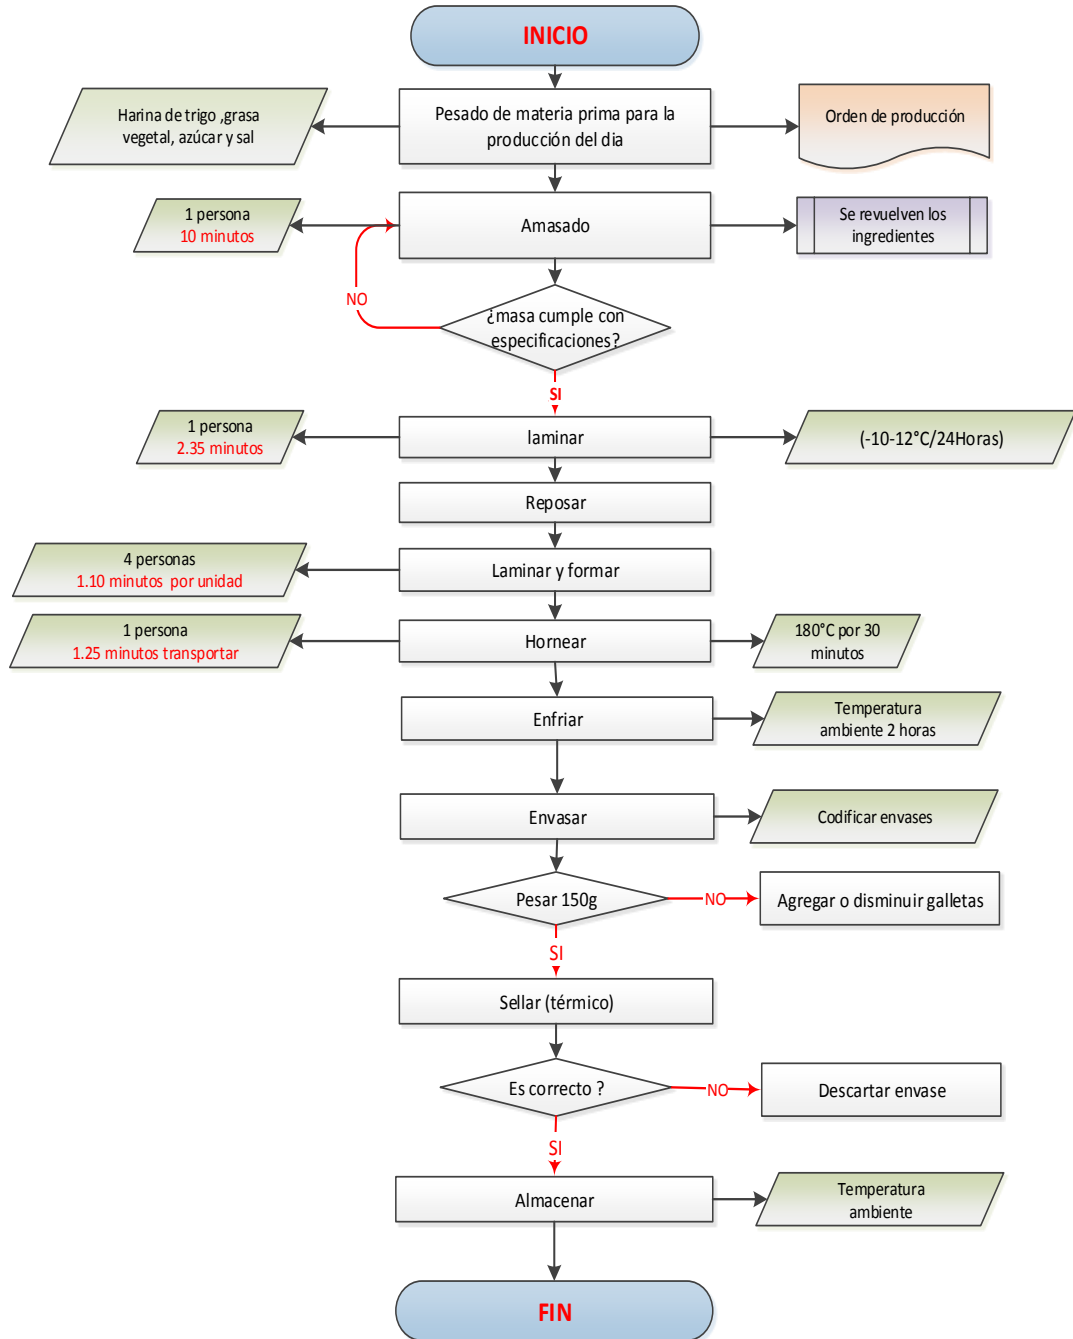 INICIO
Harina de trigo ,grasa
vegetal, azúcar y sal
Pesado de materia prima para la
producción del dia
Orden de producción
1 persona
10 minutos
Amasado
Se revuelven los
ingredientes
NO
¿masa cumple con
especificaciones?
SI
1 persona
2.35 minutos
laminar
(-10-12°C/24Horas)
Reposar
4 personas
1.10 minutos por unidad
Laminar y formar
1 persona
1.25 minutos transportar
Hornear
180°C por 30
minutos
Enfriar
Temperatura
ambiente 2 horas
Envasar
Codificar envases
Pesar 150g
NO
Agregar o disminuir galletas
SI
Sellar (térmico)
Es correcto ?
NO
Descartar envase
SI
Almacenar
Temperatura
ambiente
FIN